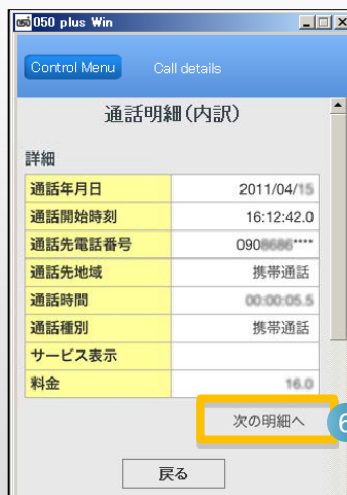 050 plus Win
Control Menu Call details
通話明細(内訳)
詳細
通話年月日 2011/04/15
通話開始時刻 16:12:42.0
通話先電話番号 0908686****
通話先地域 携帯通話
通話時間 00:00:05.5
通話種別 携帯通話
サービス表示
料金 16.0
次の明細へ 6
戻る